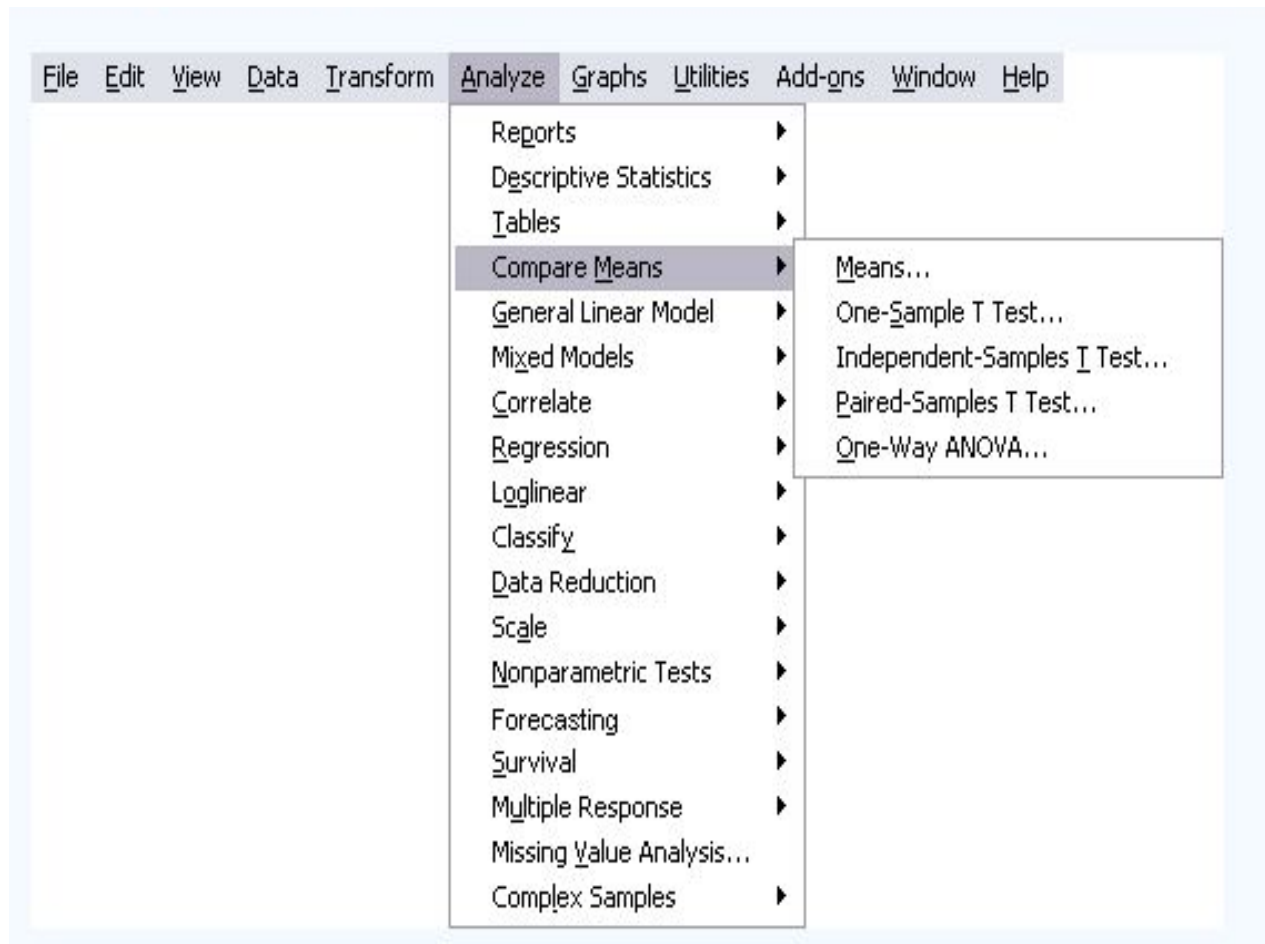 File Edit View Data Transform Analyze Graphs Utilities Add-ons Window Help
Reports
Descriptive Statistics
Tables
Compare Means
General Linear Model
Mixed Models
Correlate
Regression
Loglinear
Classify
Data Reduction
Scale
Nonparametric Tests
Forecasting
Survival
Multiple Response
Missing Value Analysis...
Complex Samples
Means...
One-Sample T Test...
Independent-Samples T Test...
Paired-Samples T Test...
One-Way ANOVA...